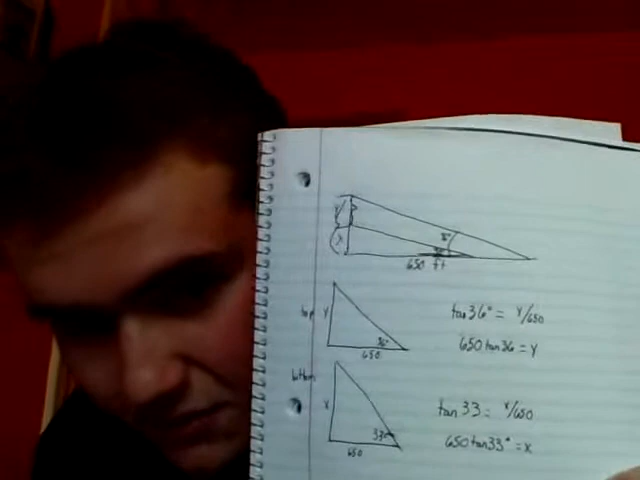 650 ft
top y
36°
650
tan 36° = Y/650
650 tan 36 = Y
bottom
x
33°
650
tan 33 = x/650
650 tan 33° = x